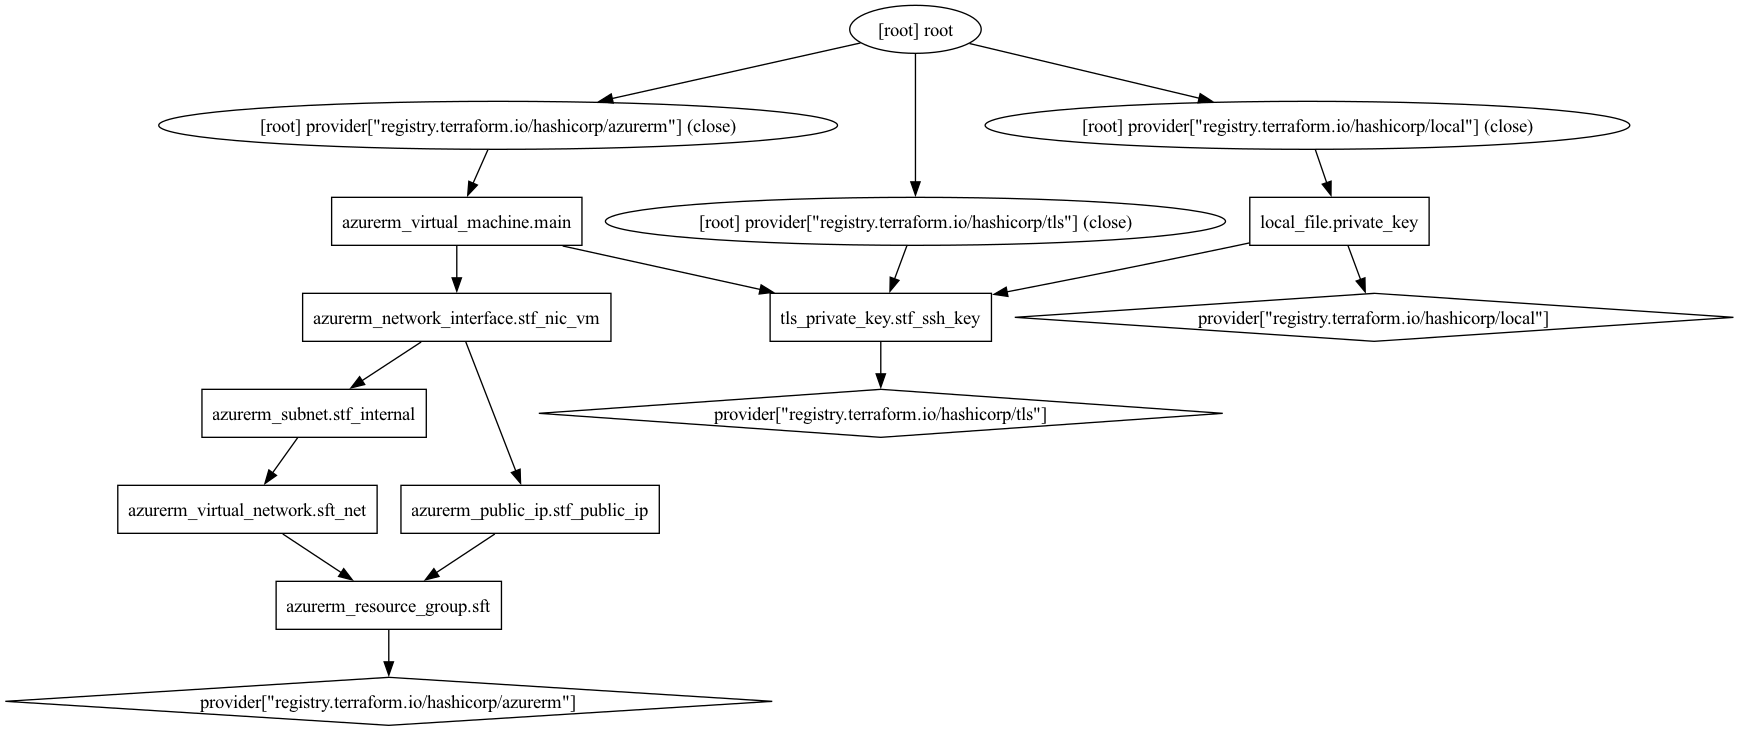 [root] root
[root] provider["registry.terraform.io/hashicorp/azurerm"] (close)
[root] provider["registry.terraform.io/hashicorp/local"] (close)
azurerm_virtual_machine.main
[root] provider["registry.terraform.io/hashicorp/tls"] (close)
local_file.private_key
azurerm_network_interface.stf_nic_vm
tls_private_key.stf_ssh_key
provider["registry.terraform.io/hashicorp/local"]
azurerm_subnet.stf_internal
provider["registry.terraform.io/hashicorp/tls"]
azurerm_virtual_network.sft_net
azurerm_public_ip.stf_public_ip
azurerm_resource_group.sft
provider["registry.terraform.io/hashicorp/azurerm"]